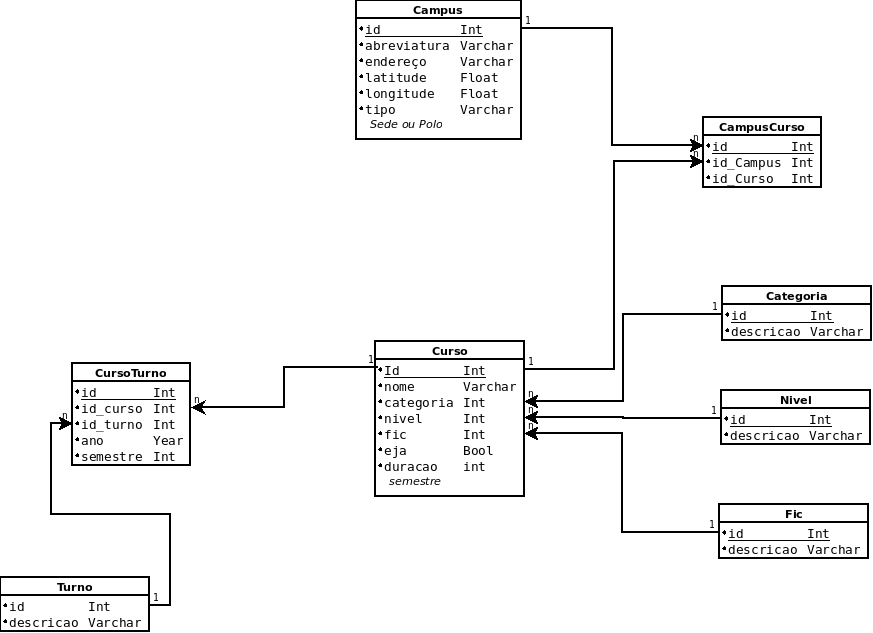 Campus
id Int
abreviatura Varchar
endereço Varchar
latitude Float
longitude Float
tipo Varchar
Sede ou Polo
1
n
n
CampusCurso
id Int
id_Campus Int
id_Curso Int
Categoria
id Int
descricao Varchar
1
Curso
Id Int
nome Varchar
categoria Int
nivel Int
fic Int
eja Bool
duracao int
semestre
1
1
n
n
n
CursoTurno
id Int
id_curso Int
id_turno Int
ano Year
semestre Int
n
n
Nivel
id Int
descricao Varchar
1
Fic
id Int
descricao Varchar
1
Turno
id Int
descricao Varchar
1